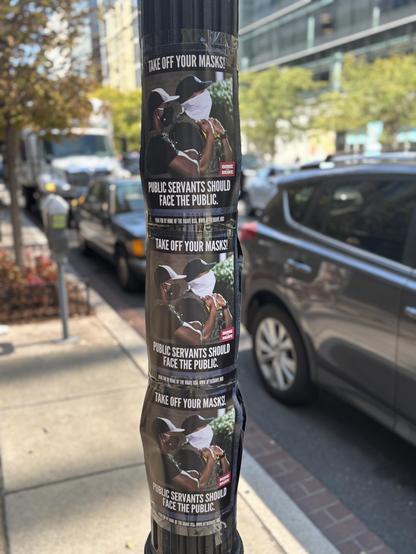 TAKE OFF YOUR MASKS!
PUBLIC SERVANTS SHOULD
FACE THE PUBLIC.
TAKE OFF YOUR MASKS!
PUBLIC SERVANTS SHOULD
FACE THE PUBLIC.
TAKE OFF YOUR MASKS!
PUBLIC SERVANTS SHOULD
FACE THE PUBLIC.